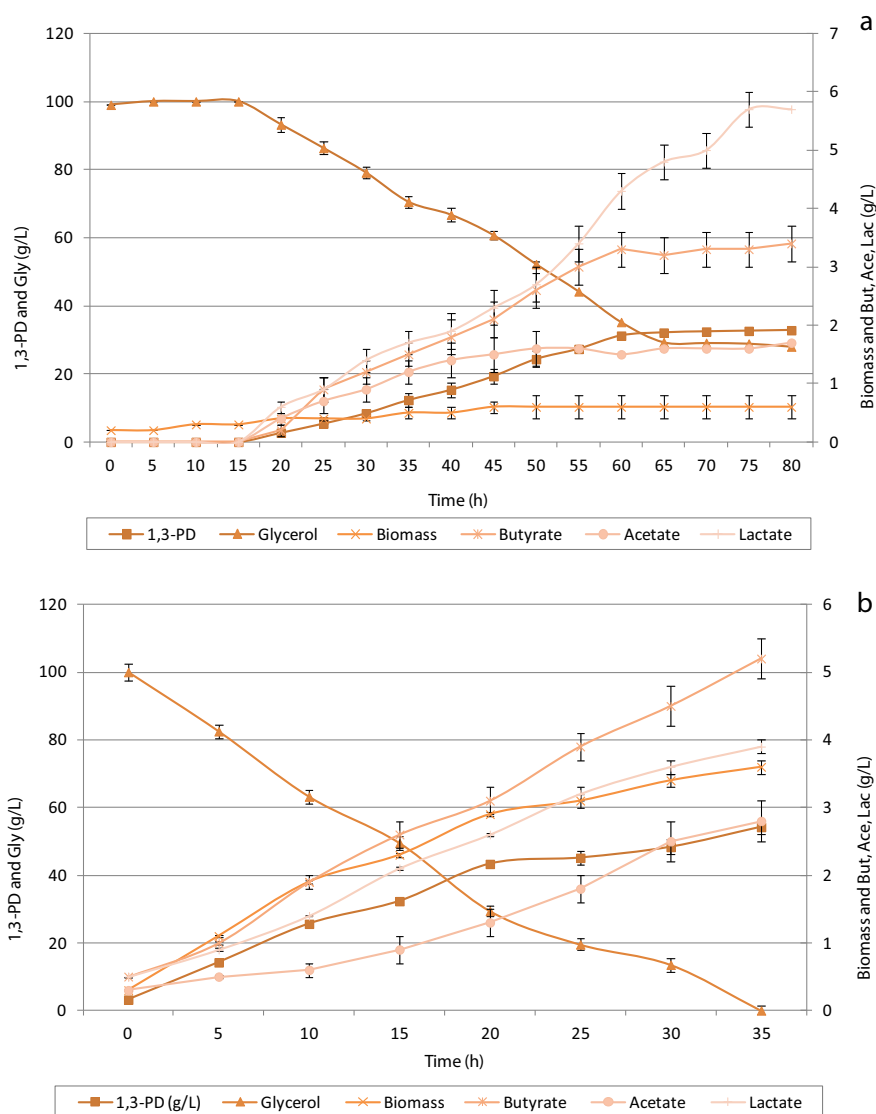 a
120
100
80
60
40
20
0
1,3-PD and Gly (g/L)
7
6
5
4
3
2
1
0
Biomass and But, Ace, Lac (g/L)
0 5 10 15 20 25 30 35 40 45 50 55 60 65 70 75 80
Time (h)
1,3-PD Glycerol Biomass Butyrate Acetate Lactate
b
120
100
80
60
40
20
0
1,3-PD and Gly (g/L)
6
5
4
3
2
1
0
Biomass and But, Ace, Lac (g/L)
0 5 10 15 20 25 30 35
Time (h)
1,3-PD (g/L) Glycerol Biomass Butyrate Acetate Lactate